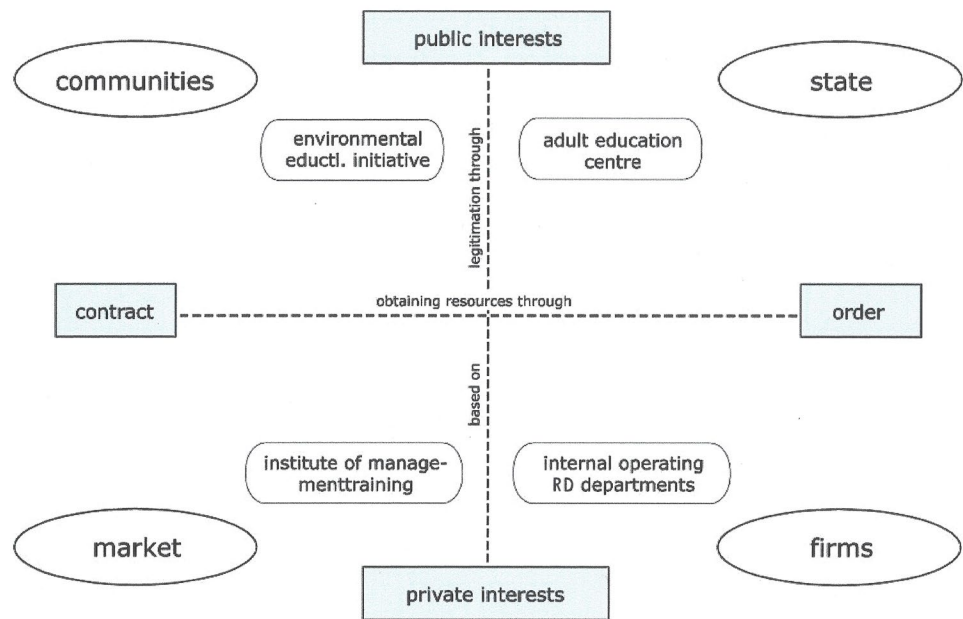 public interests
communities
state
environmental
eductl. initiative
adult education
centre
legitimation through
obtaining resources through
contract
order
based on
institute of manage-
menttraining
internal operating
RD departments
market
firms
private interests